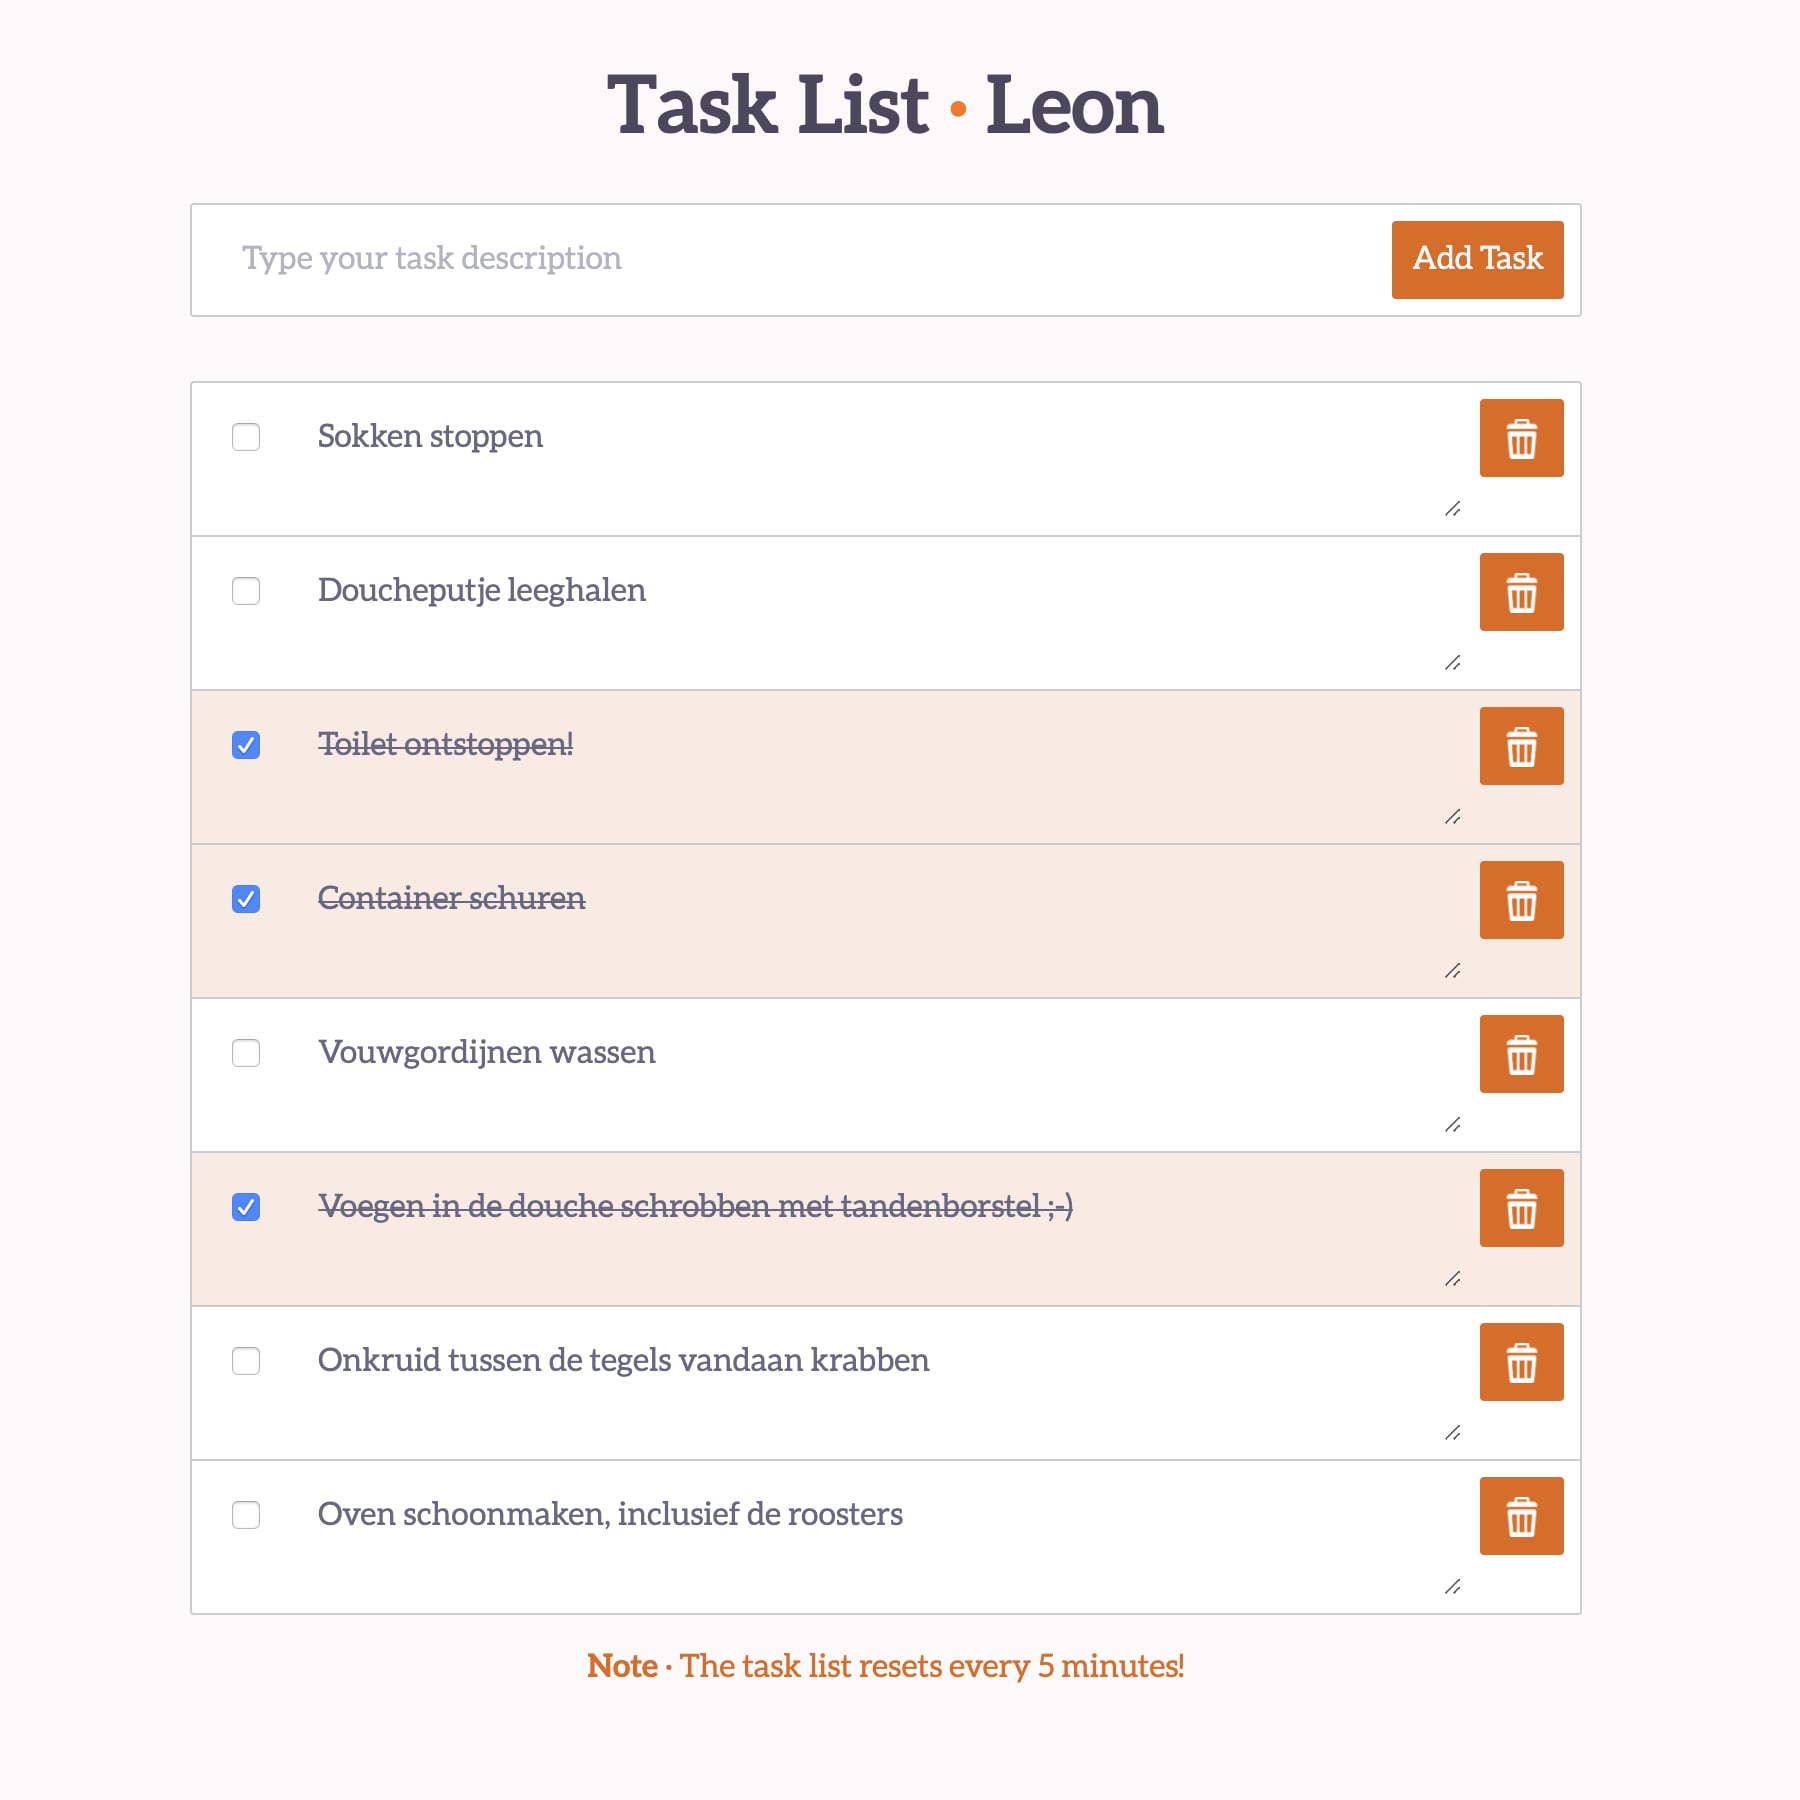 Task List · Leon
Type your task description
Add Task
Sokken stoppen
Doucheputje leeghalen
Toilet ontstoppen!
Container schuren
Vouwgordijnen wassen
Voegen in de douche schrobben met tandenborstel ;-)
Onkruid tussen de tegels vandaan krabben
Oven schoonmaken, inclusief de roosters
Note · The task list resets every 5 minutes!